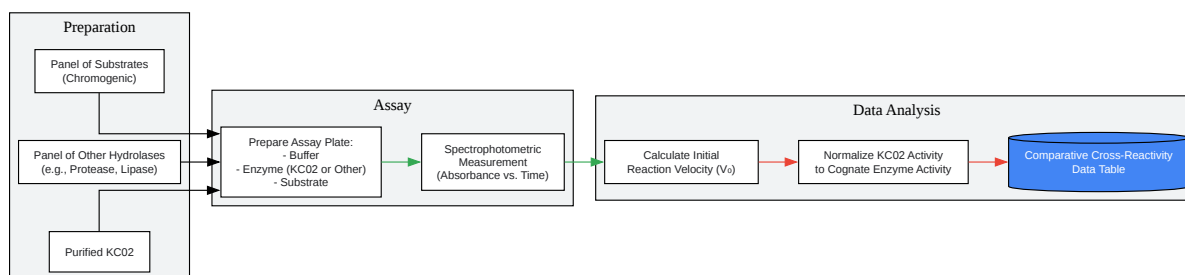 Preparation
Panel of Substrates
(Chromogenic)
Panel of Other Hydrolases
(e.g., Protease, Lipase)
Purified KC02
Assay
Prepare Assay Plate:
- Buffer
- Enzyme (KC02 or Other)
- Substrate
Spectrophotometric
Measurement
(Absorbance vs. Time)
Data Analysis
Calculate Initial
Reaction Velocity (V₀)
Normalize KC02 Activity
to Cognate Enzyme Activity
Comparative Cross-Reactivity
Data Table